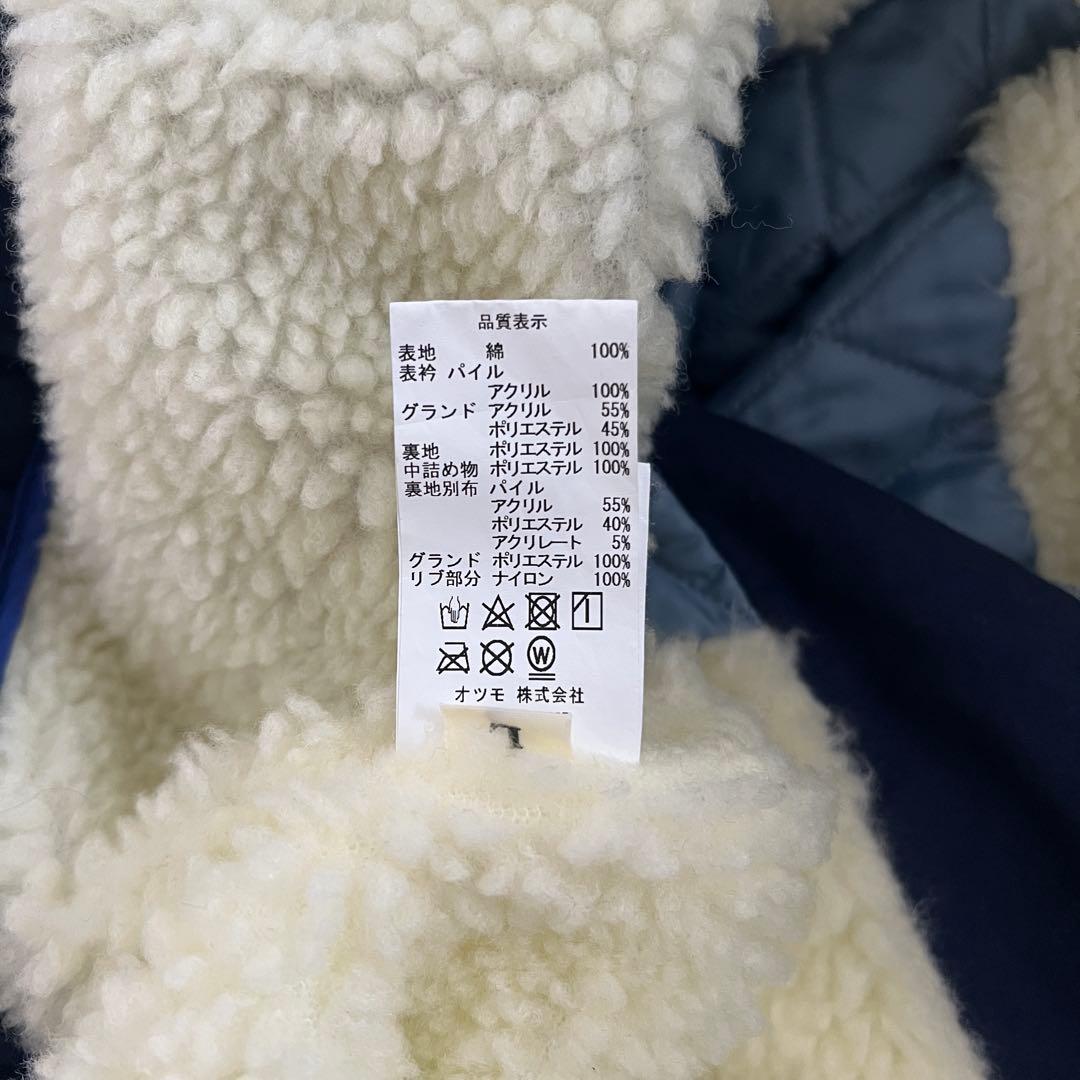 品質表示
表地 綿 100%
表衿 パイル
アクリル 100%
グランド アクリル 55%
ポリエステル 45%
裏地 ポリエステル 100%
中詰め物 ポリエステル 100%
裏地別布 パイル
アクリル 55%
ポリエステル 40%
アクリレート 5%
グランド ポリエステル 100%
リブ部分 ナイロン 100%
W
オツモ 株式会社
L